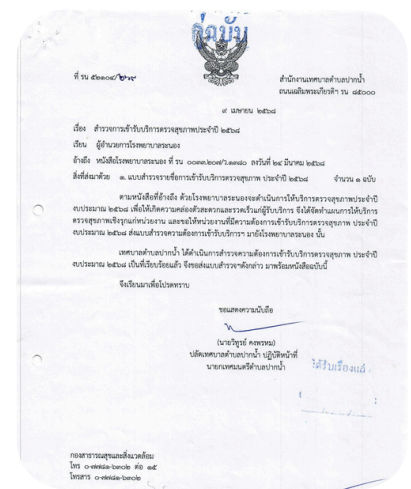 คู่ฉบับ
ที่ รน ๕๒๑๐๔/
สำนักงานเทศบาลตำบลปากน้ำ
ถนนเฉลิมพระเกียรติฯ รน ๘๕๐๐๐
๙ เมษายน ๒๕๖๘
เรื่อง สำรวจการเข้ารับบริการตรวจสุขภาพประจำปี ๒๕๖๘
เรียน ผู้อำนวยการโรงพยาบาลระนอง
อ้างถึง หนังสือโรงพยาบาลระนอง ที่ รน ๐๐๓๓.๒๐๗/ว.๑๓๘๐ ลงวันที่ ๒๔ มีนาคม ๒๕๖๘
สิ่งที่ส่งมาด้วย ๑. แบบสำรวจรายชื่อการเข้ารับบริการตรวจสุขภาพ ประจำปี ๒๕๖๘ จำนวน ๑ ฉบับ
ตามหนังสือที่อ้างถึง ด้วยโรงพยาบาลระนองจะดำเนินการให้บริการตรวจสุขภาพ ประจำปี
งบประมาณ ๒๕๖๘ เพื่อให้เกิดความคล่องตัวสะดวกและรวดเร็วแก่ผู้รับบริการ จึงได้จัดทำแผนการให้บริการ
ตรวจสุขภาพเชิงรุกแก่หน่วยงาน และขอให้หน่วยงานที่มีความต้องการเข้ารับบริการตรวจสุขภาพ ประจำปี
งบประมาณ ๒๕๖๘ ส่งแบบสำรวจความต้องการเข้ารับบริการฯ มายังโรงพยาบาลระนอง นั้น
เทศบาลตำบลปากน้ำ ได้ดำเนินการสำรวจความต้องการเข้ารับบริการตรวจสุขภาพ ประจำปี
งบประมาณ ๒๕๖๘ เป็นที่เรียบร้อยแล้ว จึงขอส่งแบบสำรวจฯดังกล่าว มาพร้อมหนังสือฉบับนี้
จึงเรียนมาเพื่อโปรดทราบ
ขอแสดงความนับถือ
(นายวิฑูรย์ คงพรหม)
ปลัดเทศบาลตำบลปากน้ำ ปฏิบัติหน้าที่
นายกเทศมนตรีตำบลปากน้ำ
ได้รับเรื่องแล้ว
กองสาธารณสุขและสิ่งแวดล้อม
โทร ๐-๗๗๘๑-๖๓๐๒ ต่อ ๑๕
โทรสาร ๐-๗๗๘๑-๖๓๐๒